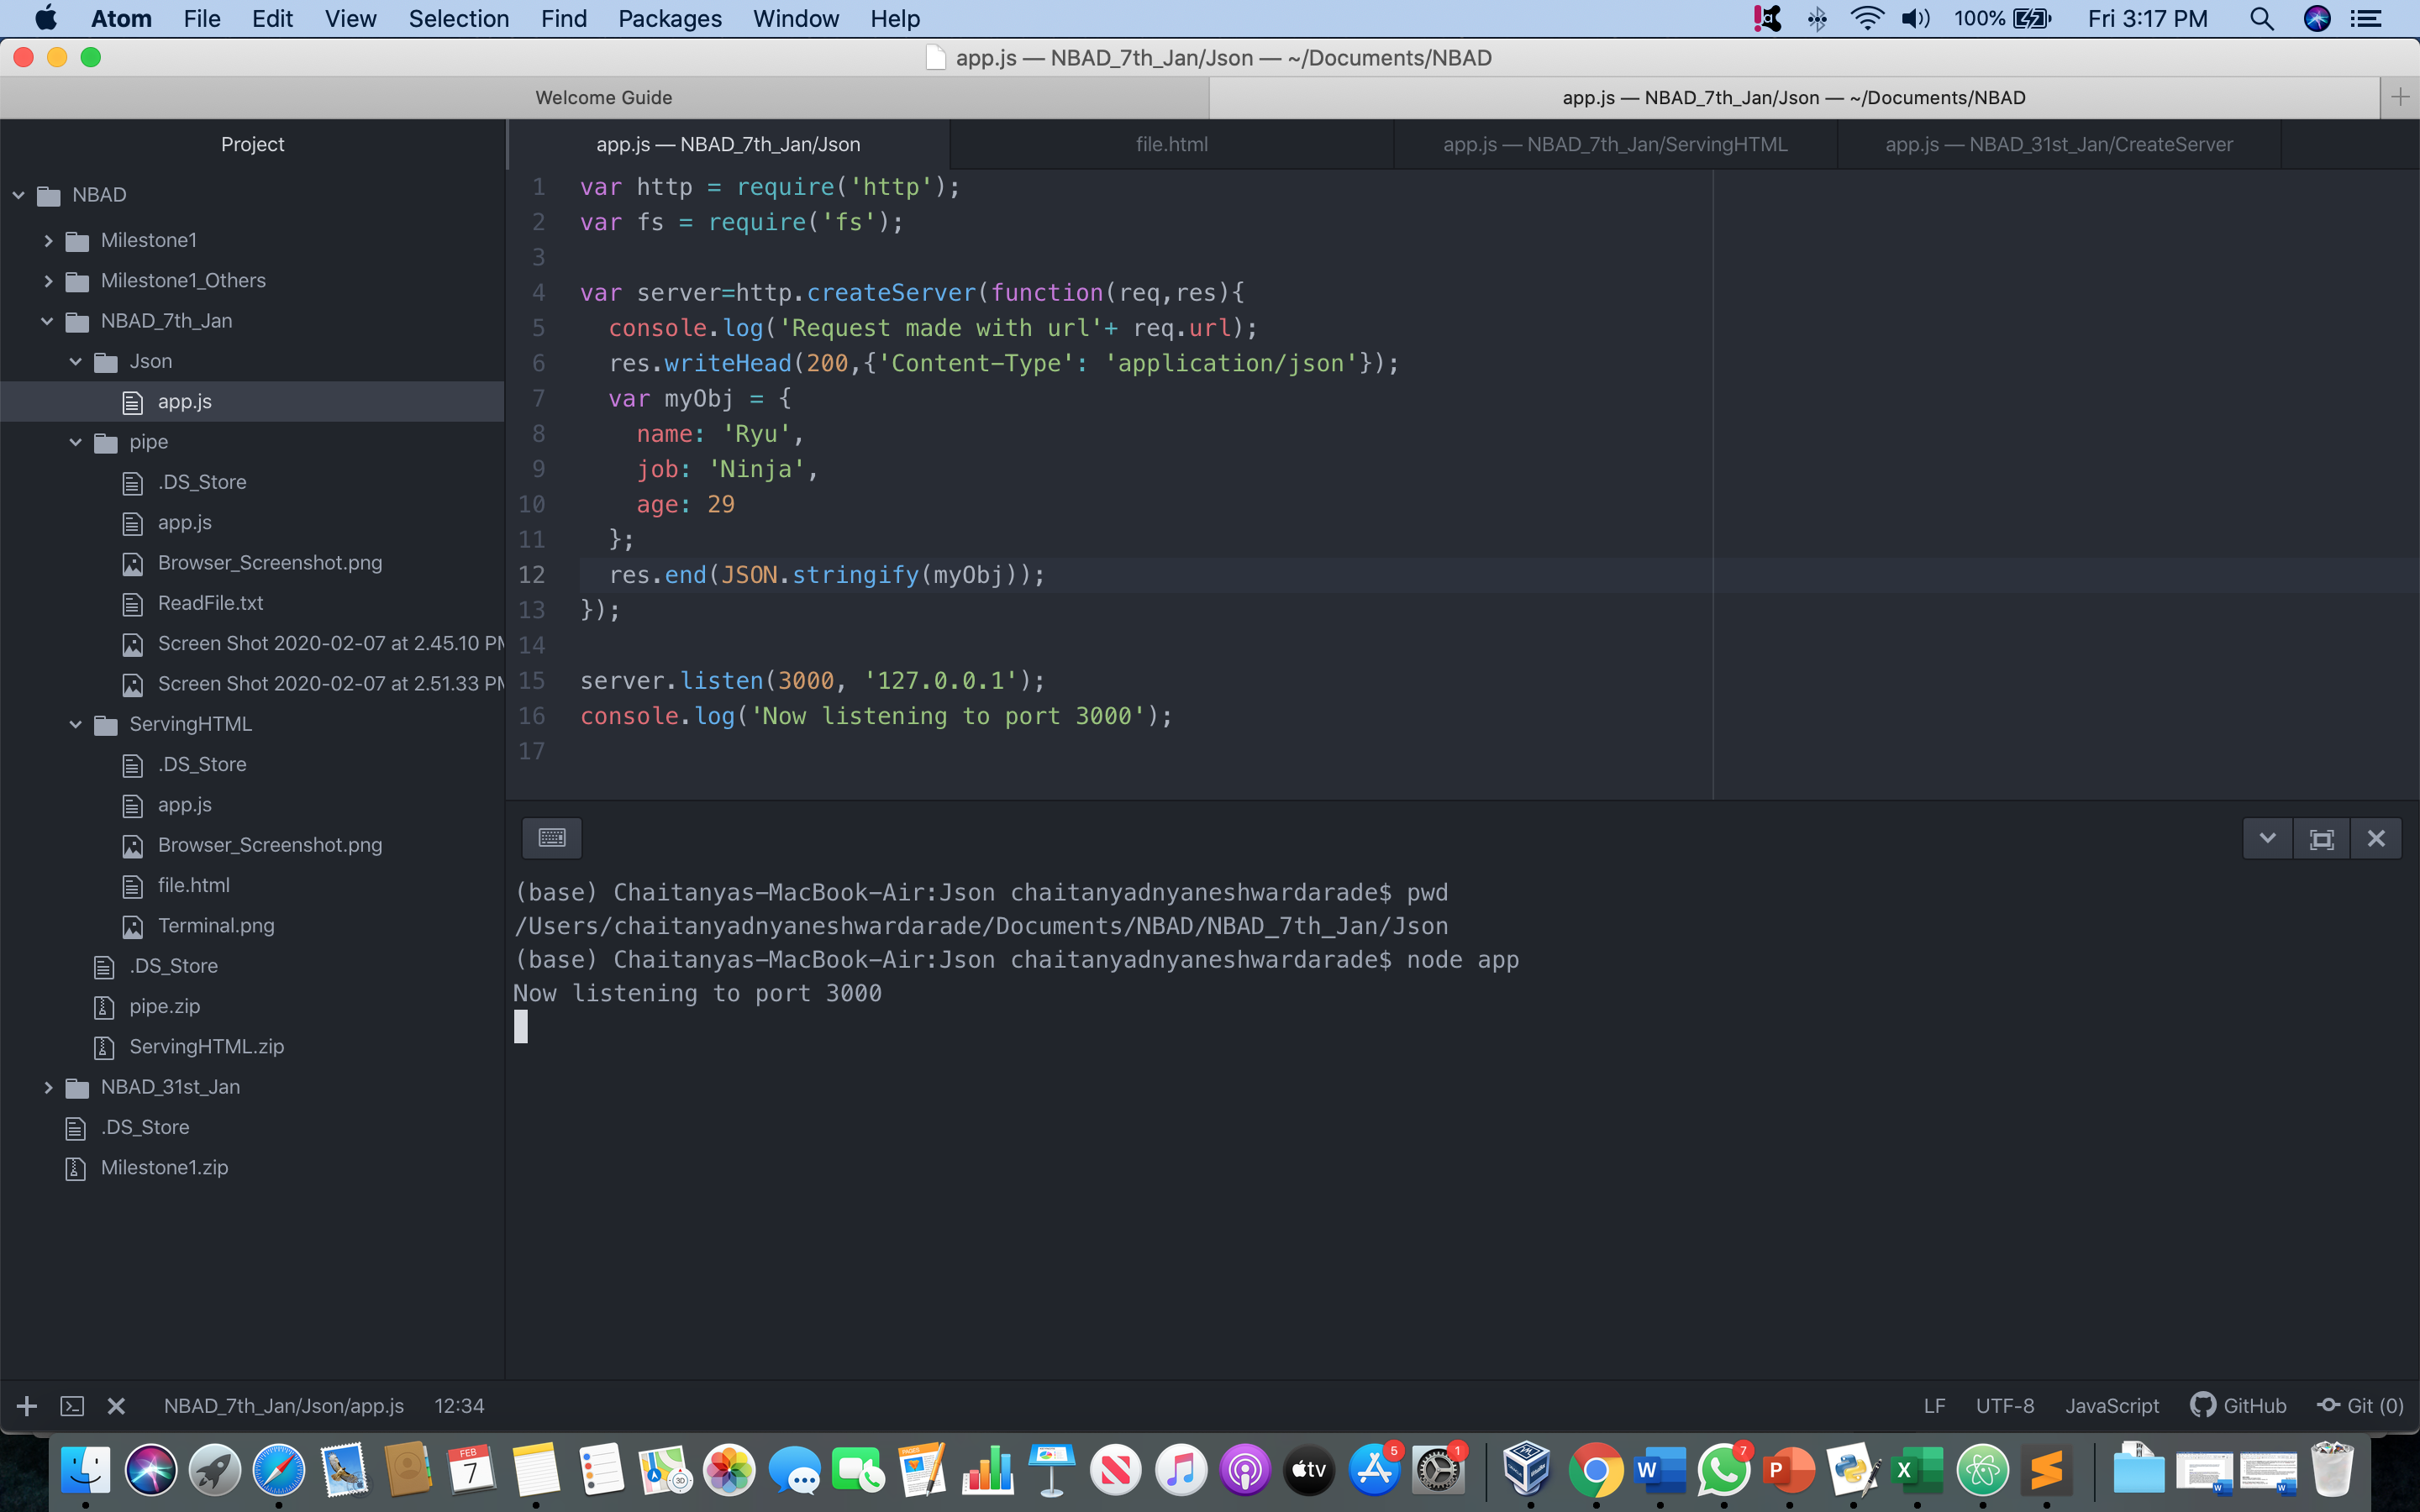 Atom File Edit View Selection Find Packages Window Help 100% Fri 3:17 PM
app.js — NBAD_7th_Jan/Json — ~/Documents/NBAD
Welcome Guide
app.js — NBAD_7th_Jan/Json — ~/Documents/NBAD
Project
app.js — NBAD_7th_Jan/Json
file.html
app.js — NBAD_7th_Jan/ServingHTML
app.js — NBAD_31st_Jan/CreateServer
NBAD
Milestone1
Milestone1_Others
NBAD_7th_Jan
Json
app.js
pipe
.DS_Store
app.js
Browser_Screenshot.png
ReadFile.txt
Screen Shot 2020-02-07 at 2.45.10 PM
Screen Shot 2020-02-07 at 2.51.33 PM
ServingHTML
.DS_Store
app.js
Browser_Screenshot.png
file.html
Terminal.png
.DS_Store
pipe.zip
ServingHTML.zip
NBAD_31st_Jan
.DS_Store
Milestone1.zip
1 var http = require('http');
2 var fs = require('fs');
3
4 var server=http.createServer(function(req,res){
5 console.log('Request made with url'+ req.url);
6 res.writeHead(200,{'Content-Type': 'application/json'});
7 var myObj = {
8 name: 'Ryu',
9 job: 'Ninja',
10 age: 29
11 };
12 res.end(JSON.stringify(myObj));
13 });
14
15 server.listen(3000, '127.0.0.1');
16 console.log('Now listening to port 3000');
17
(base) Chaitanyas-MacBook-Air:Json chaitanyadnyaneshwardarade$ pwd
/Users/chaitanyadnyaneshwardarade/Documents/NBAD/NBAD_7th_Jan/Json
(base) Chaitanyas-MacBook-Air:Json chaitanyadnyaneshwardarade$ node app
Now listening to port 3000
NBAD_7th_Jan/Json/app.js 12:34 LF UTF-8 JavaScript GitHub Git (0)
FEB
7
PAGES
3D
tv
5
1
W
7
P
X
W
W